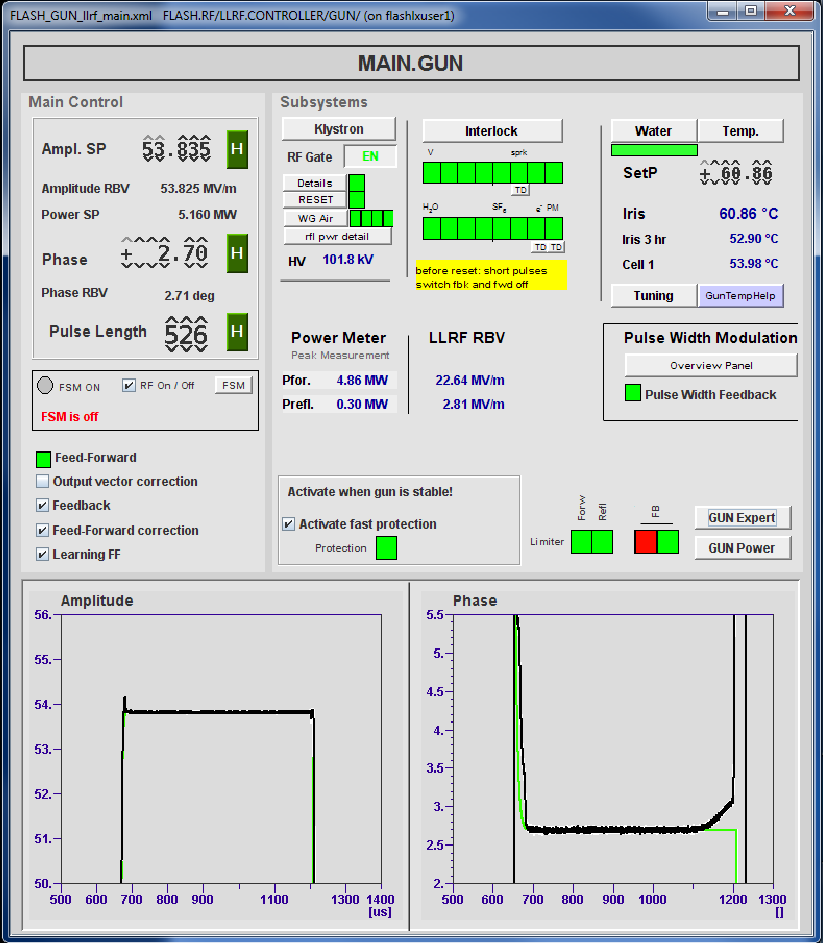 FLASH_GUN_llrf_main.xml FLASH.RF/LLRF.CONTROLLER/GUN/ (on flashlxuser1)
MAIN.GUN
Main Control
Ampl. SP 53.835 H
Amplitude RBV 53.825 MV/m
Power SP 5.160 MW
Phase + 2.70 H
Phase RBV 2.71 deg
Pulse Length 526 H
FSM ON RF On / Off FSM
FSM is off
Feed-Forward
Output vector correction
Feedback
Feed-Forward correction
Learning FF
Subsystems
Klystron
RF Gate EN
Details
RESET
WG Air
rfl pwr detail
HV 101.8 kV
Interlock
V sprk
TD
H2O SF6 e- PM
TD TD
before reset: short pulses
switch fbk and fwd off
Water Temp.
SetP + 60.86
Iris 60.86 °C
Iris 3 hr 52.90 °C
Cell 1 53.98 °C
Tuning GunTempHelp
Power Meter LLRF RBV
Peak Measurement
Pfor. 4.86 MW 22.64 MV/m
Prefl. 0.30 MW 2.81 MV/m
Pulse Width Modulation
Overview Panel
Pulse Width Feedback
Activate when gun is stable!
Activate fast protection
Protection
Forw Refl FB
Limiter
GUN Expert
GUN Power
Amplitude
56.
55.
54.
53.
52.
51.
50.
500 600 700 800 900 1100 1300 1400
[us]
Phase
5.5
5.
4.5
4.
3.5
3.
2.5
2.
500 600 700 800 900 1000 1200 1300
[]